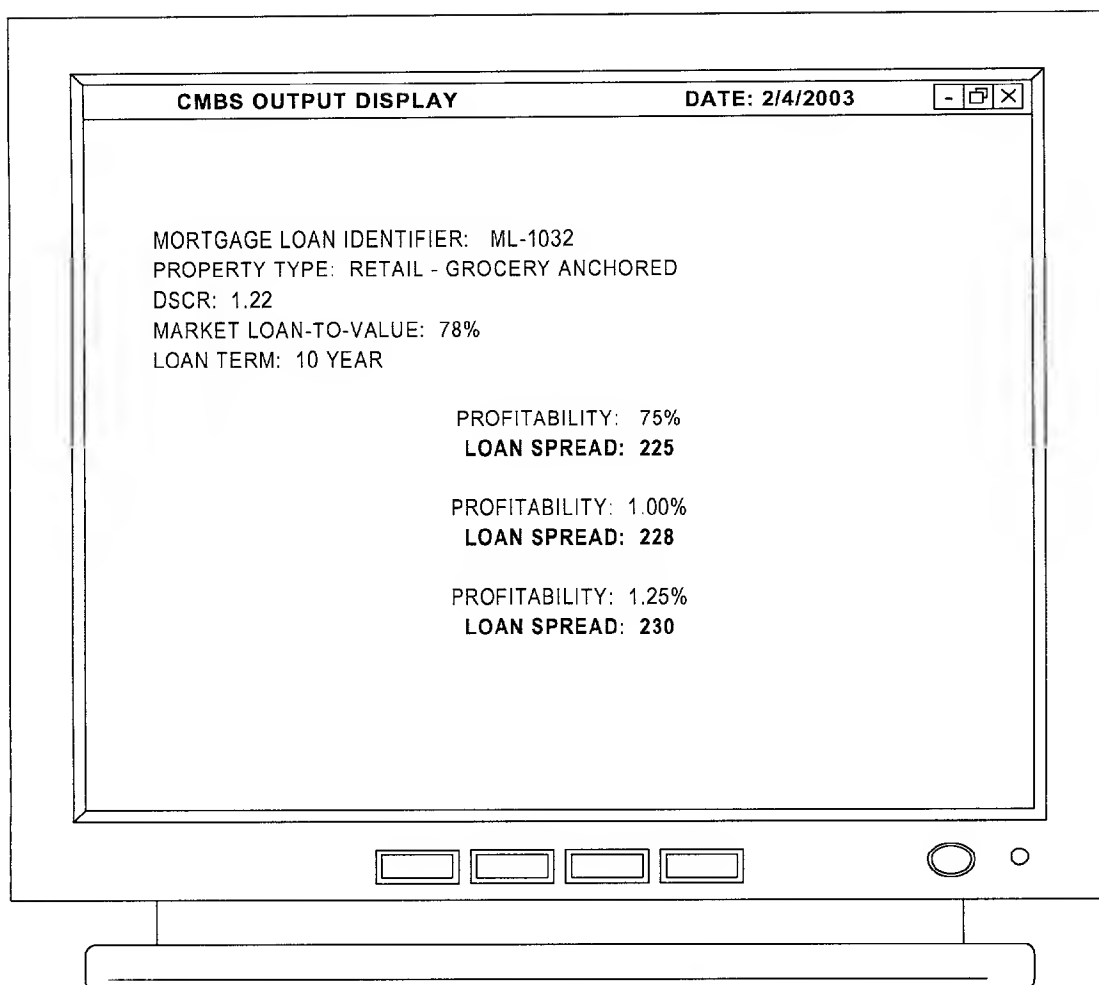 CMBS OUTPUT DISPLAY DATE: 2/4/2003
MORTGAGE LOAN IDENTIFIER: ML-1032
PROPERTY TYPE: RETAIL - GROCERY ANCHORED
DSCR: 1.22
MARKET LOAN-TO-VALUE: 78%
LOAN TERM: 10 YEAR
PROFITABILITY: 75%
LOAN SPREAD: 225
PROFITABILITY: 1.00%
LOAN SPREAD: 228
PROFITABILITY: 1.25%
LOAN SPREAD: 230